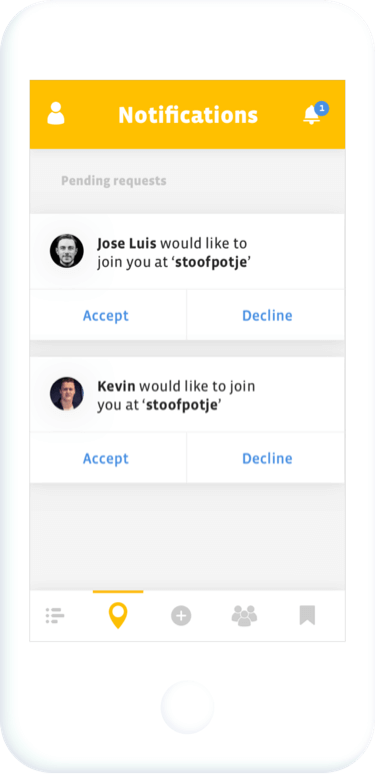 Notifications
1
Pending requests
Jose Luis would like to
join you at ‘stoofpotje’
Accept Decline
Kevin would like to join
you at ‘stoofpotje’
Accept Decline